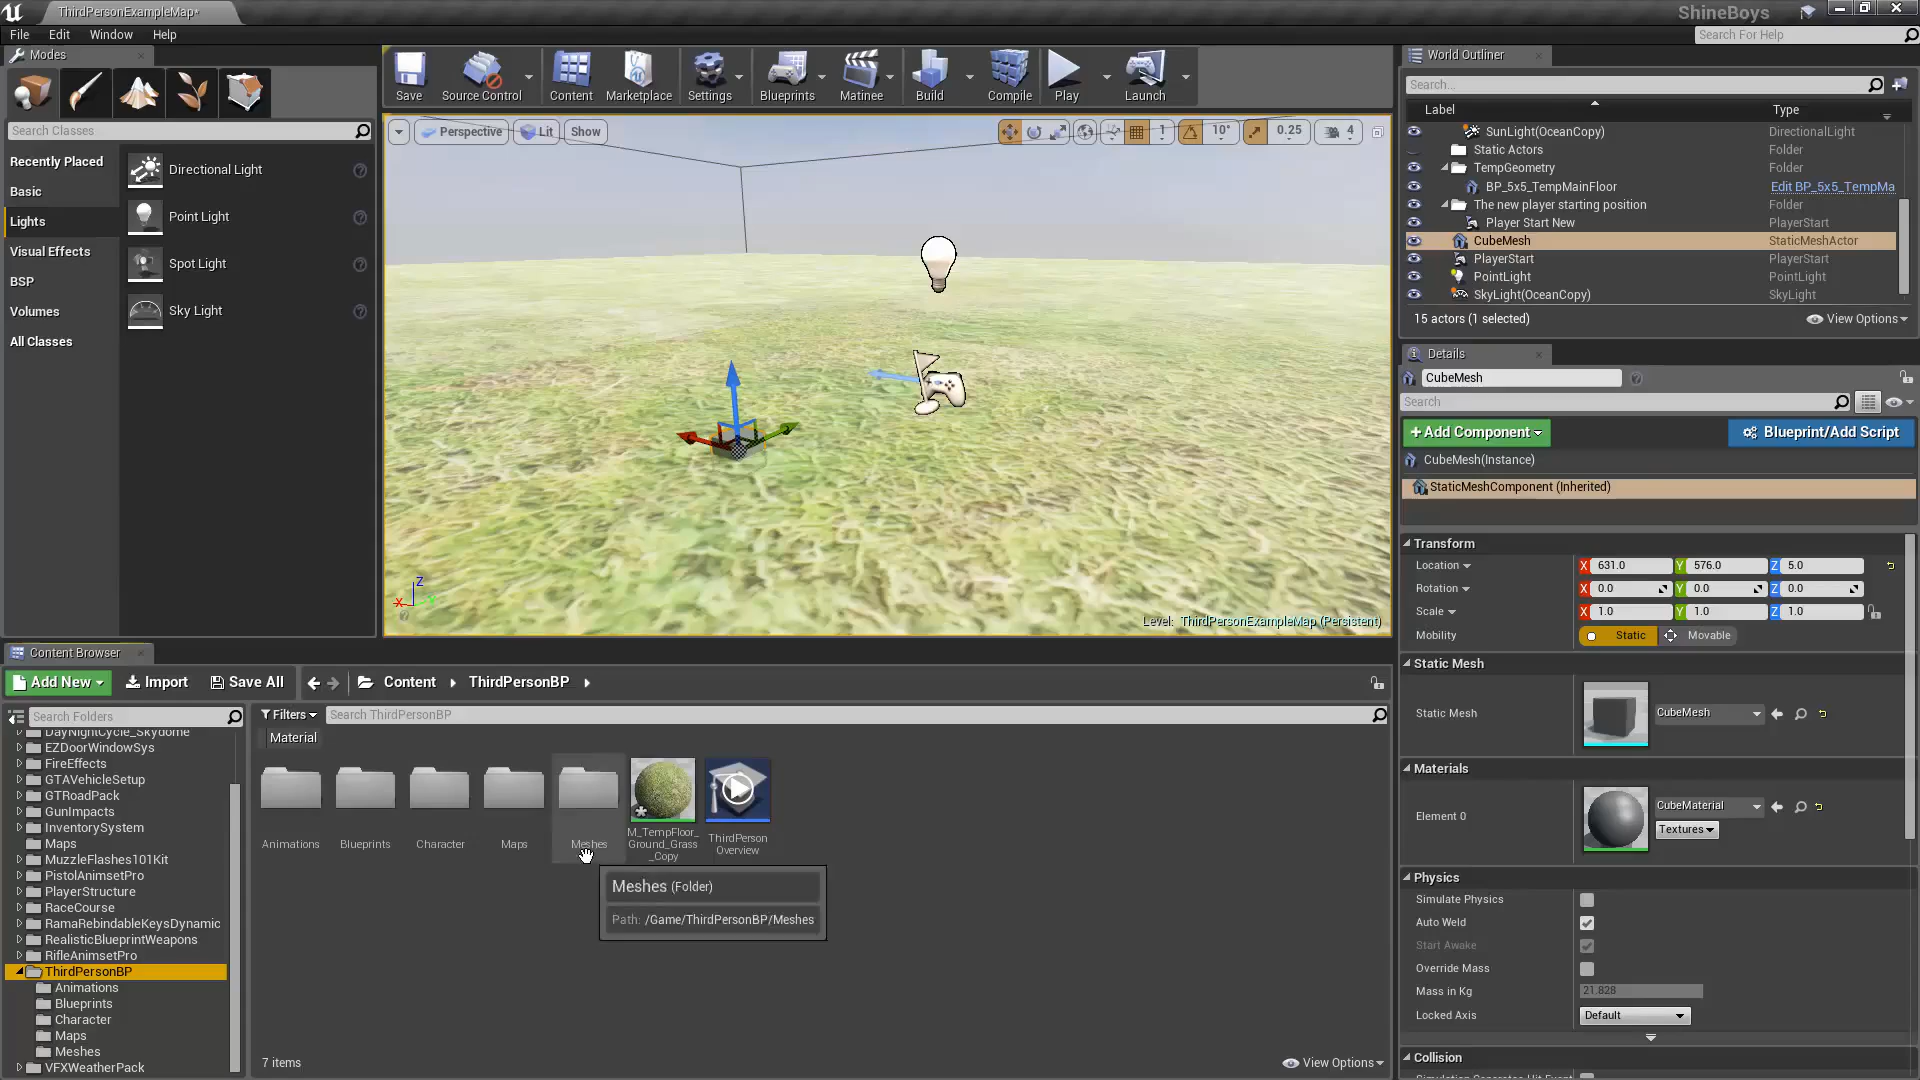 ThirdPersonExampleMap*
ShineBoys
File Edit Window Help
Search For Help
Modes
Search Classes
Recently Placed
Basic
Lights
Visual Effects
BSP
Volumes
All Classes
Directional Light
Point Light
Spot Light
Sky Light
Save
Source Control
Content
Marketplace
Settings
Blueprints
Matinee
Build
Compile
Play
Launch
Perspective
Lit
Show
1
10°
0.25
4
Z
X
Level: ThirdPersonExampleMap (Persistent)
World Outliner
Search...
Label Type
SunLight(OceanCopy) DirectionalLight
Static Actors Folder
TempGeometry Folder
BP_5x5_TempMainFloor Edit BP_5x5_TempMa
The new player starting position Folder
Player Start New PlayerStart
CubeMesh StaticMeshActor
PlayerStart PlayerStart
PointLight PointLight
SkyLight(OceanCopy) SkyLight
15 actors (1 selected)
View Options
Details
CubeMesh
Search
+Add Component
Blueprint/Add Script
CubeMesh(Instance)
StaticMeshComponent (Inherited)
Transform
Location X 631.0 Y 576.0 Z 5.0
Rotation X 0.0 Y 0.0 Z 0.0
Scale X 1.0 Y 1.0 Z 1.0
Mobility Static Movable
Static Mesh
Static Mesh CubeMesh
Materials
Element 0 CubeMaterial
Textures
Physics
Simulate Physics
Auto Weld
Start Awake
Override Mass
Mass in Kg 21.828
Locked Axis Default
Collision
Simulation Generates Hit Event
Content Browser
Add New
Import
Save All
Content
ThirdPersonBP
Search Folders
DayNightCycle_Skydome
EZDoorWindowSys
FireEffects
GTAVehicleSetup
GTRoadPack
GunImpacts
InventorySystem
Maps
MuzzleFlashes101Kit
PistolAnimsetPro
PlayerStructure
RaceCourse
RamaRebindableKeysDynamic
RealisticBlueprintWeapons
RifleAnimsetPro
ThirdPersonBP
Animations
Blueprints
Character
Maps
Meshes
VFXWeatherPack
Filters
Search ThirdPersonBP
Material
Animations
Blueprints
Character
Maps
Meshes
M_TempFloor_
Ground_Grass
_Copy
ThirdPerson
Overview
Meshes (Folder)
Path: /Game/ThirdPersonBP/Meshes
7 items
View Options